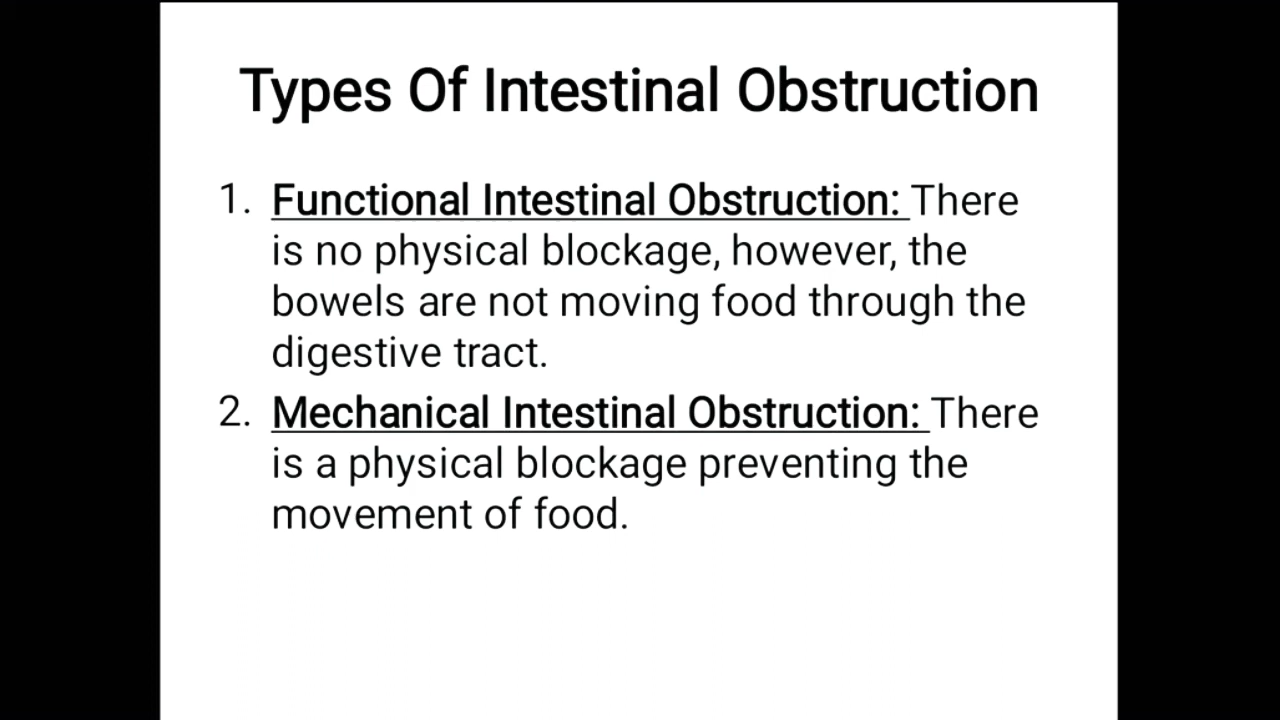 Types Of Intestinal Obstruction
1. Functional Intestinal Obstruction: There
is no physical blockage, however, the
bowels are not moving food through the
digestive tract.
2. Mechanical Intestinal Obstruction: There
is a physical blockage preventing the
movement of food.